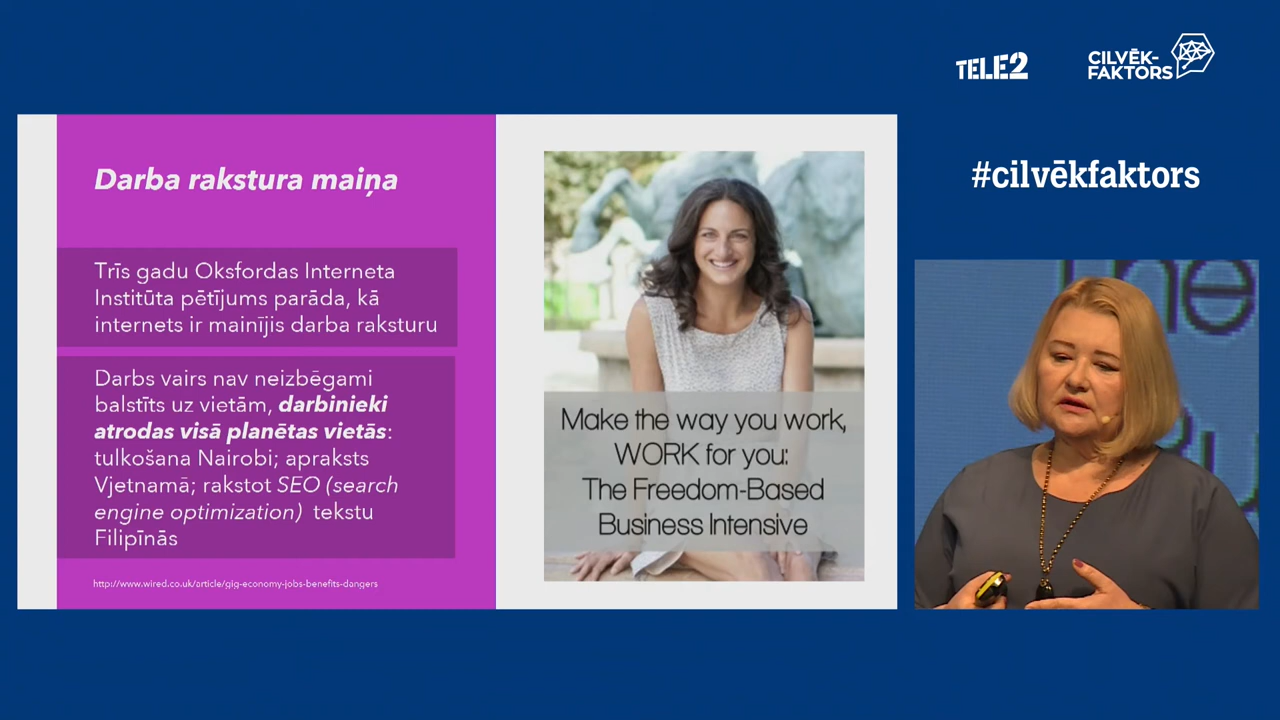 TELE2
CILVĒK-
FAKTORS
#cilvēkfaktors
Darba rakstura maiņa
Trīs gadu Oksfordas Interneta
Institūta pētījums parāda, kā
internets ir mainījis darba raksturu
Darbs vairs nav neizbēgami
balstīts uz vietām, darbinieki
atrodas visā planētas vietās:
tulkošana Nairobi; apraksts
Vjetnamā; rakstot SEO (search
engine optimization) tekstu
Filipīnās
http://www.wired.co.uk/article/gig-economy-jobs-benefits-dangers
Make the way you work,
WORK for you:
The Freedom-Based
Business Intensive